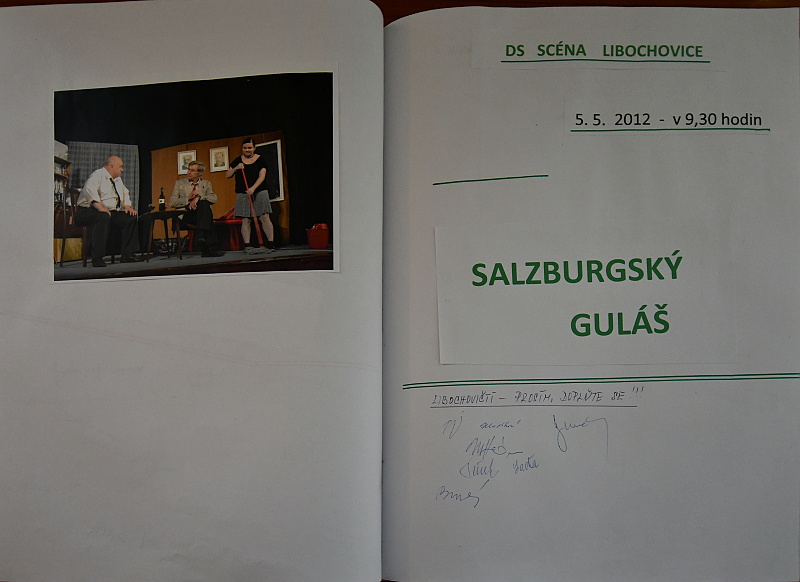 DS SCÉNA LIBOCHOVICE
5. 5. 2012 - v 9,30 hodin
SALZBURGSKÝ
GULÁŠ
LIBOCHOVIČTÍ – PROSÍM, DOPLŇTE SE !!!